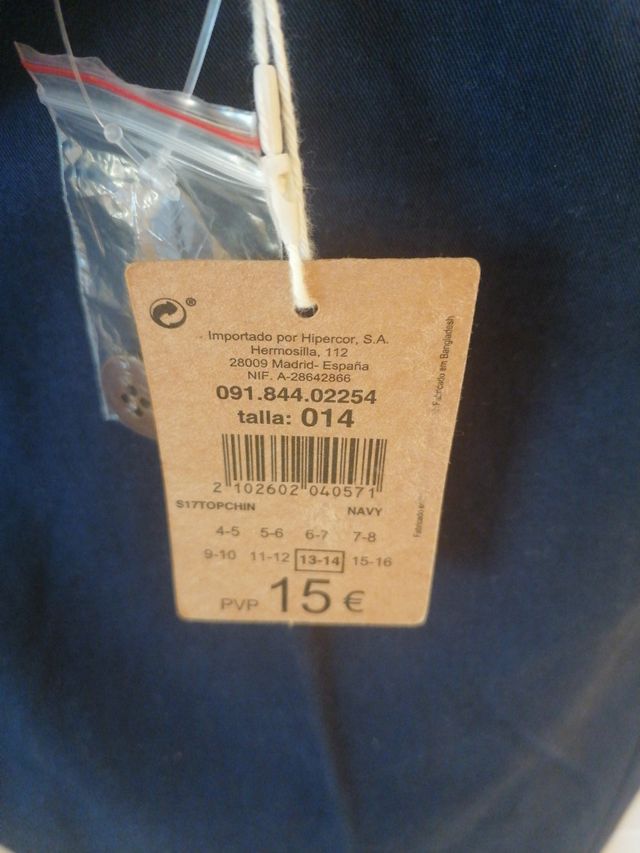 ®
Importado por Hipercor, S.A.
Hermosilla, 112
28009 Madrid- España
NIF. A-28642866
091.844.02254
talla: 014
2 102602 040571
S17TOPCHIN NAVY
4-5 5-6 6-7 7-8
9-10 11-12 13-14 15-16
PVP 15 €
Fabricado em Bangladesh
Fabricado en